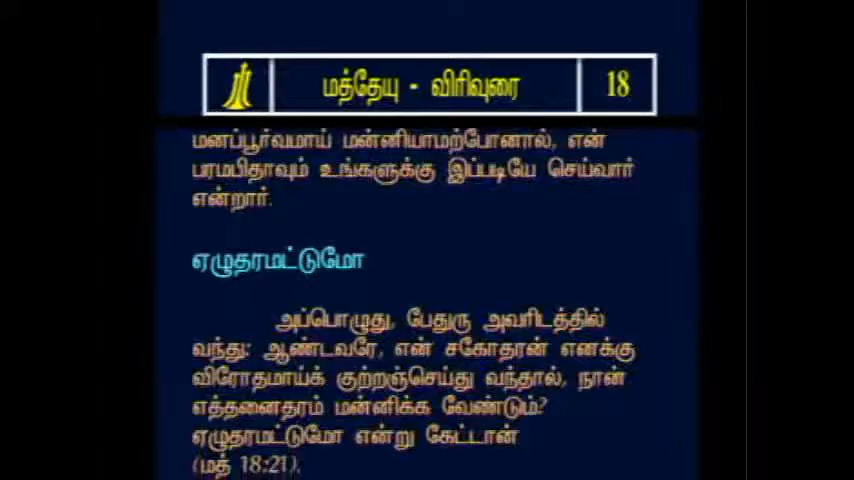 மத்தேயு - விரிவுரை 18
மனப்பூர்வமாய் மன்னியாமற்போனால், என்
பரமபிதாவும் உங்களுக்கு இப்படியே செய்வார்
என்றார்.
ஏழுதரமட்டுமோ
அப்பொழுது, பேதுரு அவரிடத்தில்
வந்து: ஆண்டவரே, என் சகோதரன் எனக்கு
விரோதமாய்க் குற்றஞ்செய்து வந்தால், நான்
எத்தனைதரம் மன்னிக்க வேண்டும்?
ஏழுதரமட்டுமோ என்று கேட்டான்
(மத் 18:21).